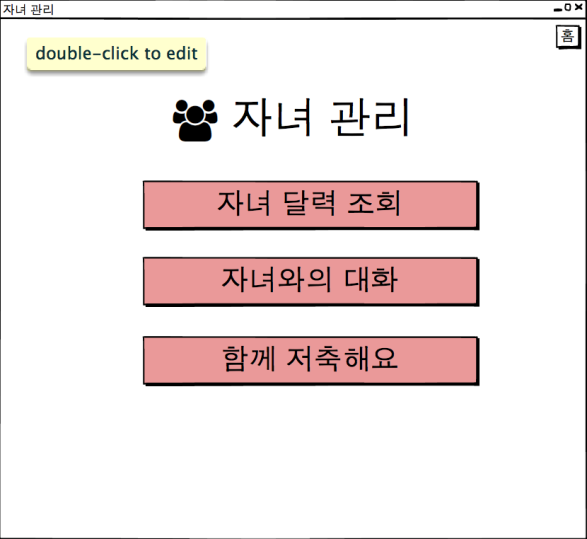 자녀 관리
홈
double-click to edit
자녀 관리
자녀 달력 조회
자녀와의 대화
함께 저축해요